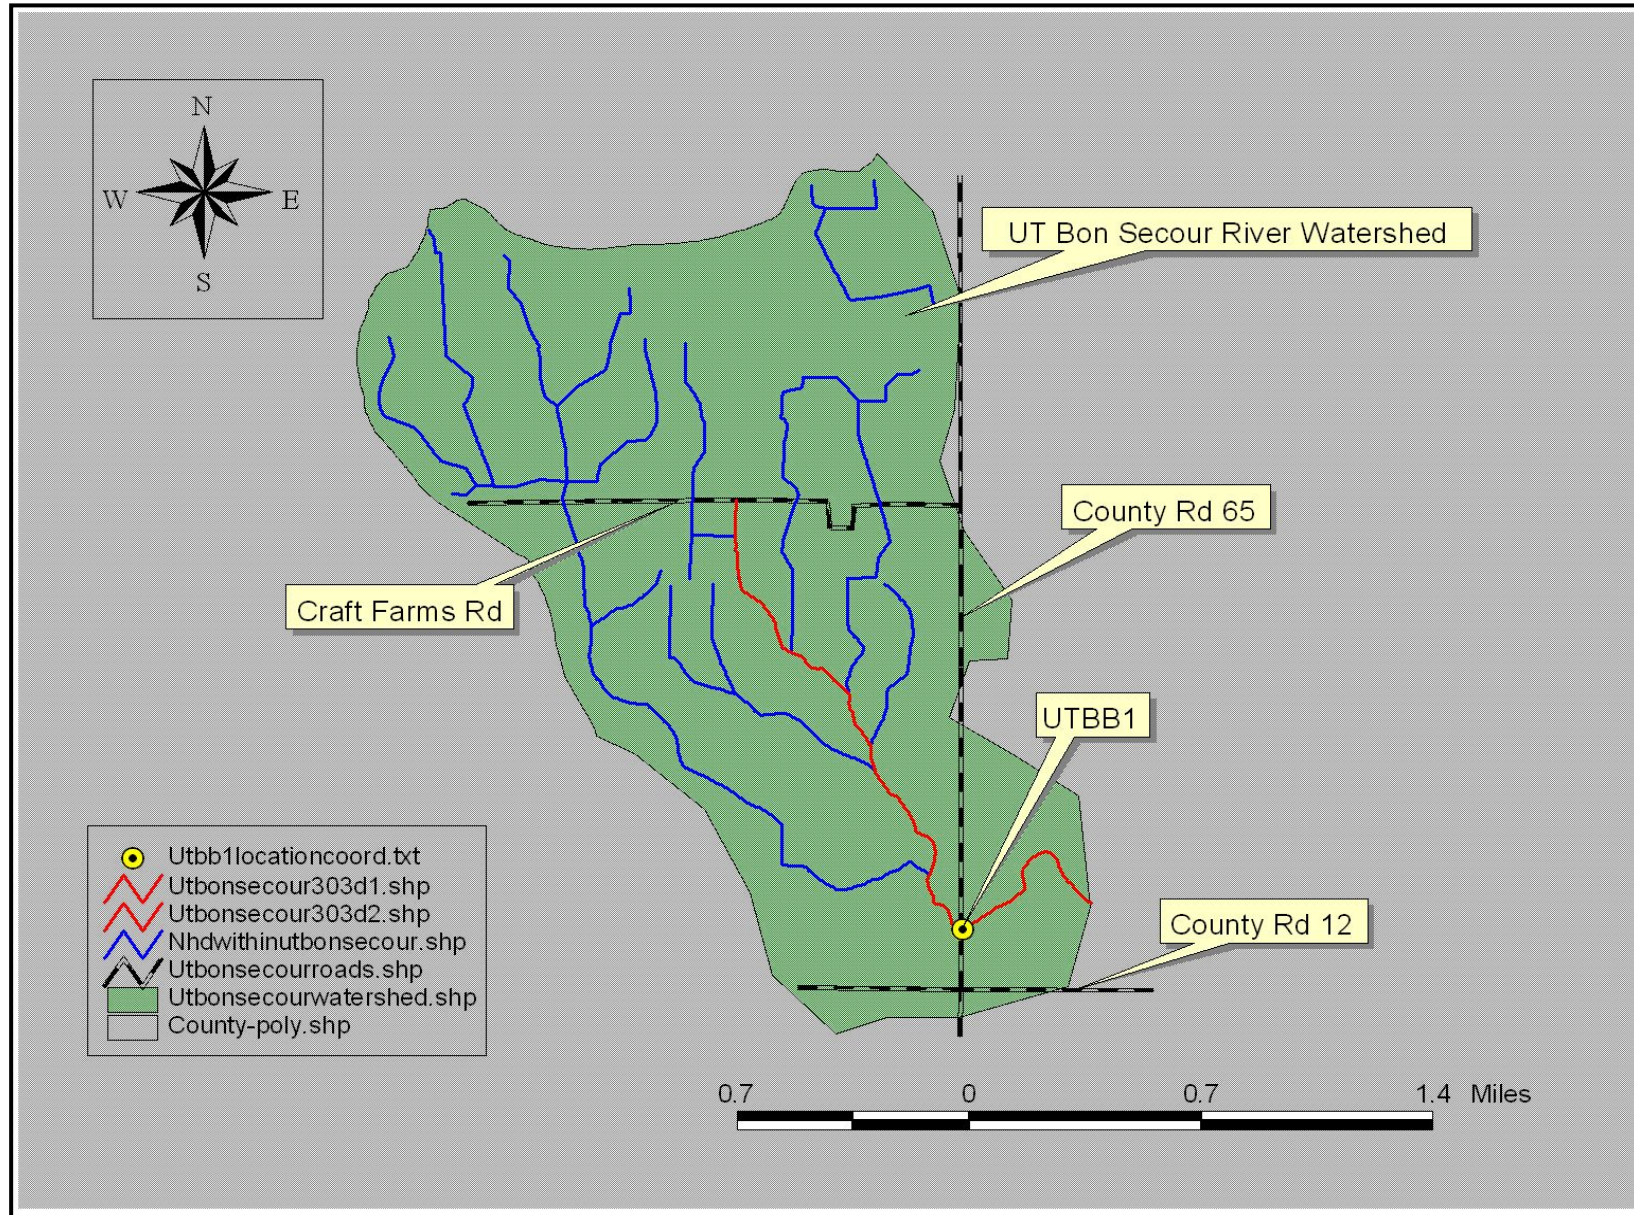 N
W
E
S
UT Bon Secour River Watershed
County Rd 65
Craft Farms Rd
UTBB1
County Rd 12
Utbb1locationcoord.txt
Utbonsecour303d1.shp
Utbonsecour303d2.shp
Nhdwithinutbonsecour.shp
Utbonsecourroads.shp
Utbonsecourwatershed.shp
County-poly.shp
0.7 0 0.7 1.4 Miles